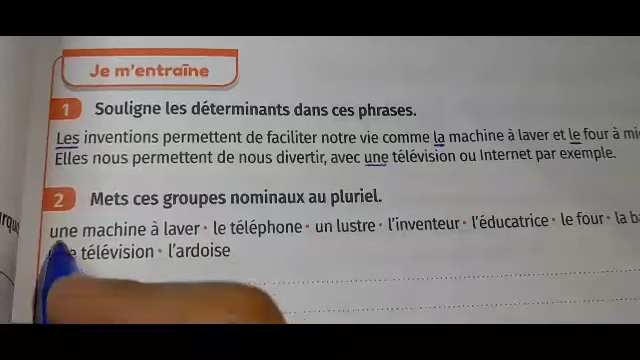 Je m'entraîne
1 Souligne les déterminants dans ces phrases.
Les inventions permettent de faciliter notre vie comme la machine à laver et le four à
Elles nous permettent de nous divertir, avec une télévision ou Internet par exemple.
2 Mets ces groupes nominaux au pluriel.
une machine à laver • le téléphone • un lustre • l'inventeur • l'éducatrice • le four • la
télévision • l'ardoise